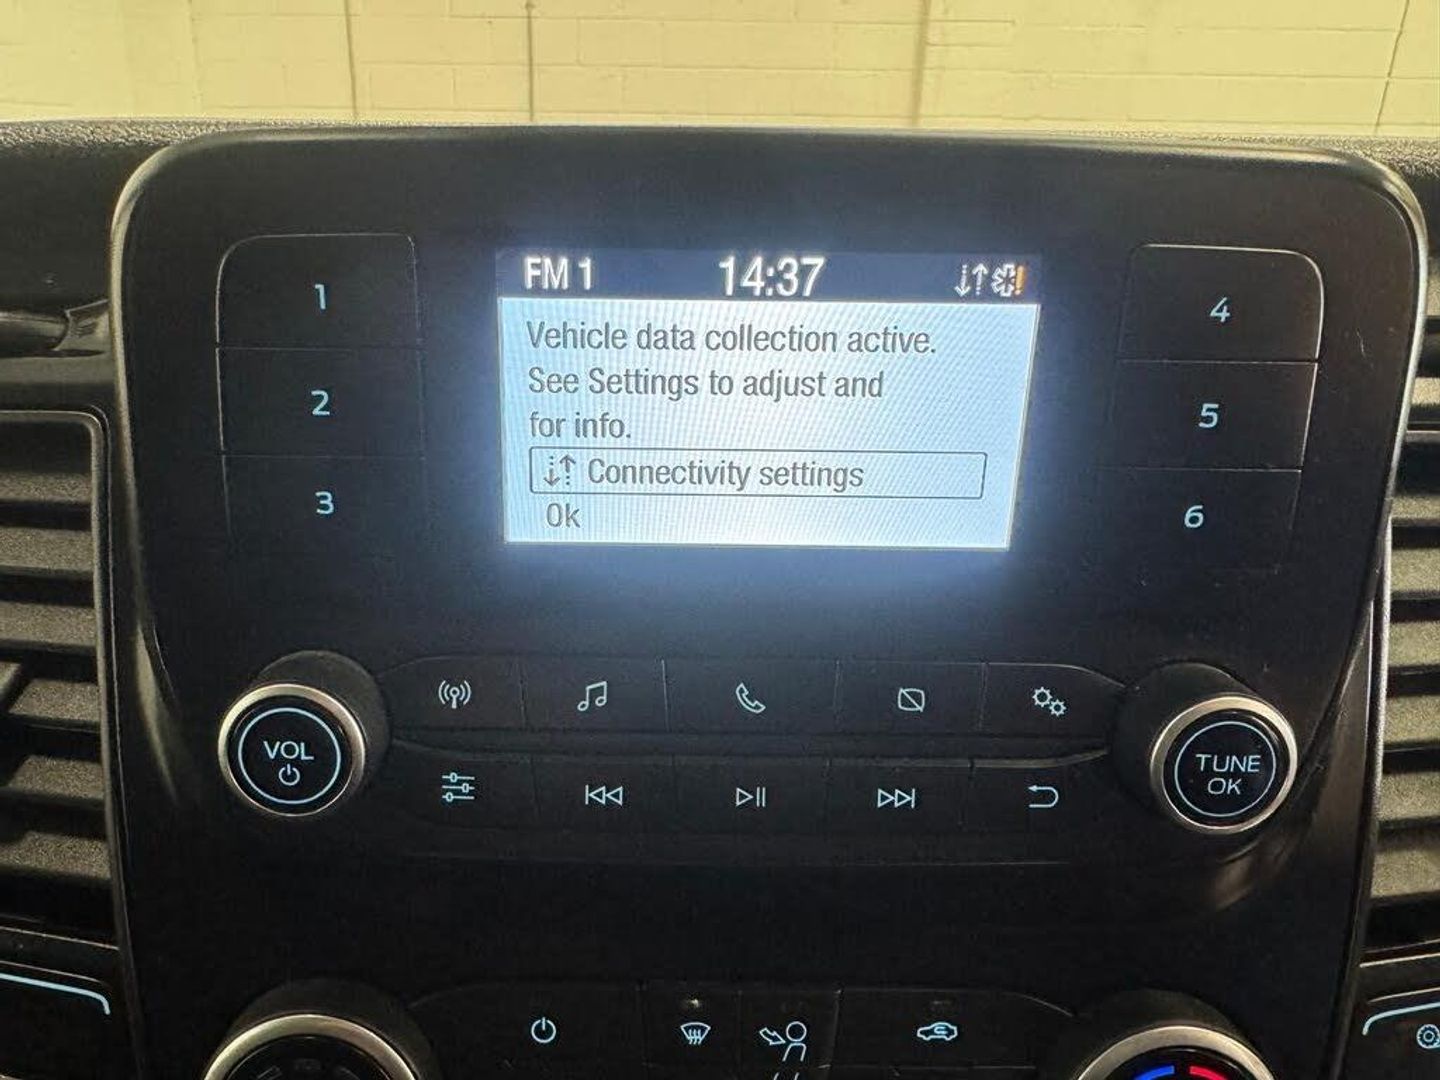 FM 1 14:37
Vehicle data collection active.
See Settings to adjust and
for info.
Connectivity settings
Ok
1
2
3
4
5
6
VOL
TUNE
OK